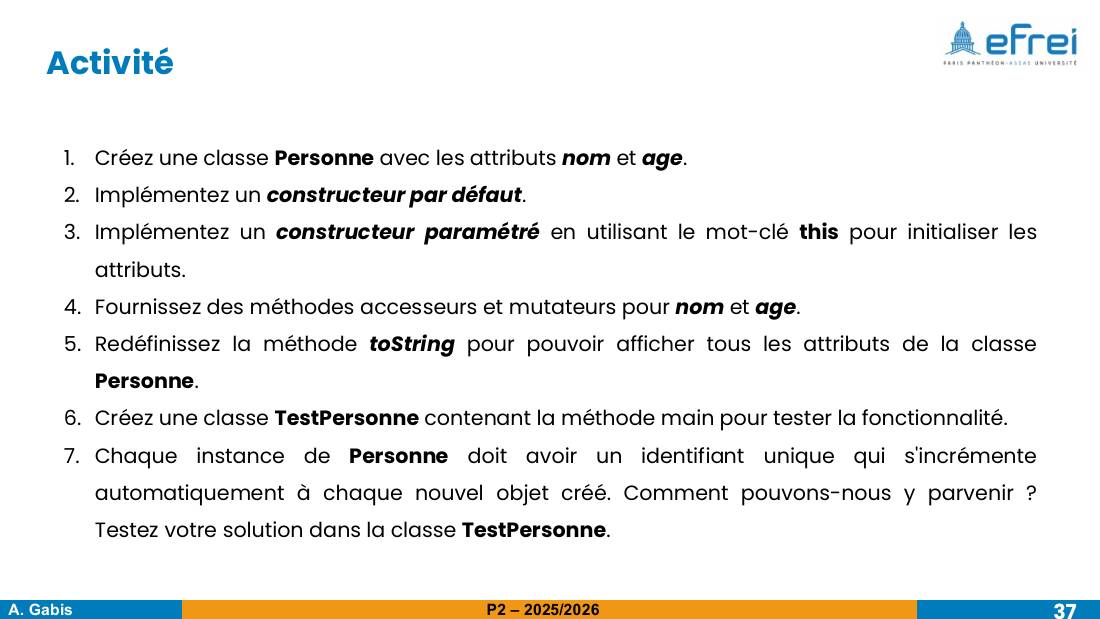 Activité
efrei
PARIS PANTHÉON-ASSAS UNIVERSITÉ
1. Créez une classe Personne avec les attributs nom et age.
2. Implémentez un constructeur par défaut.
3. Implémentez un constructeur paramétré en utilisant le mot-clé this pour initialiser les
attributs.
4. Fournissez des méthodes accesseurs et mutateurs pour nom et age.
5. Redéfinissez la méthode toString pour pouvoir afficher tous les attributs de la classe
Personne.
6. Créez une classe TestPersonne contenant la méthode main pour tester la fonctionnalité.
7. Chaque instance de Personne doit avoir un identifiant unique qui s'incrémente
automatiquement à chaque nouvel objet créé. Comment pouvons-nous y parvenir ?
Testez votre solution dans la classe TestPersonne.
A. Gabis
P2 – 2025/2026
37